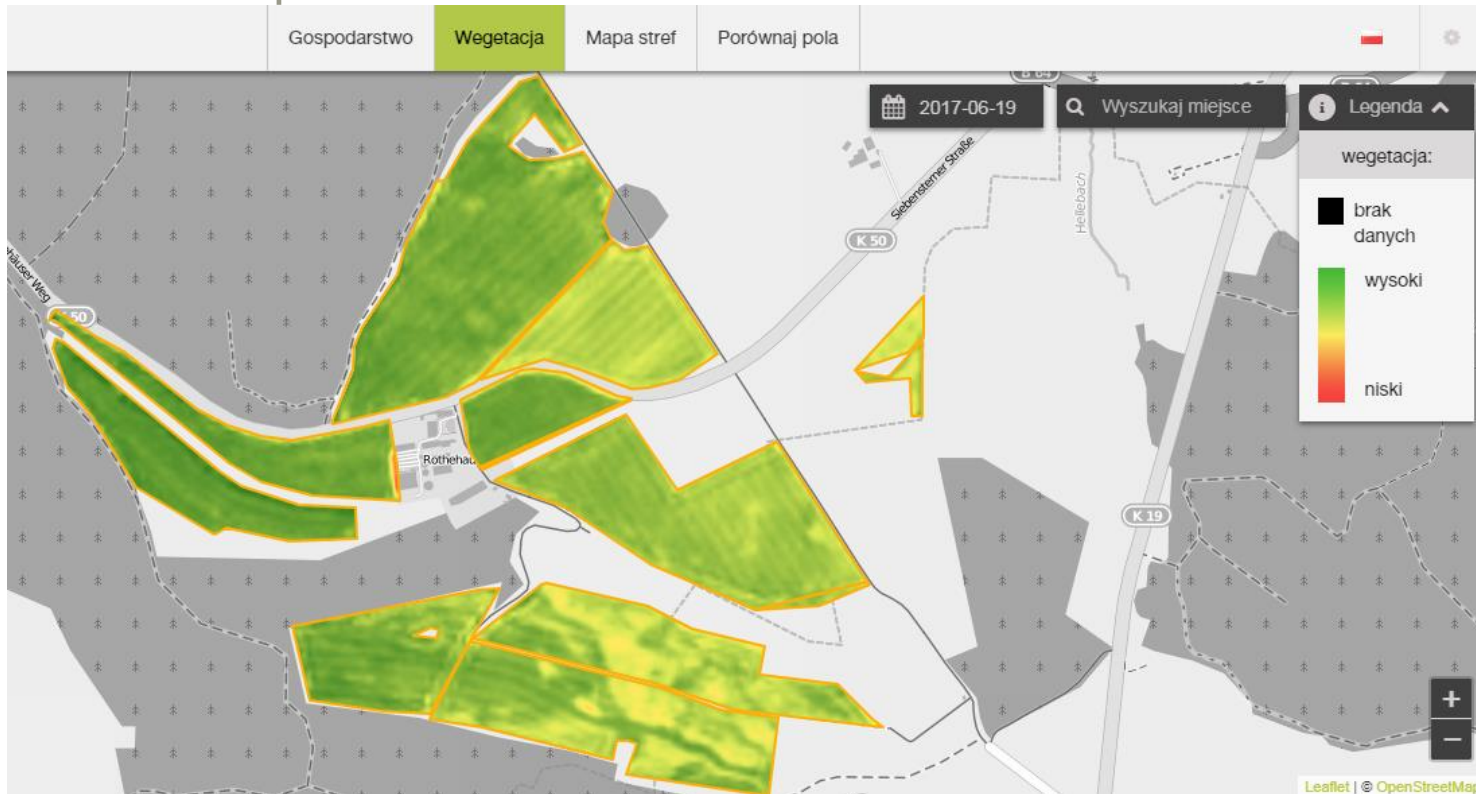 Gospodarstwo
Wegetacja
Mapa stref
Porównaj pola
2017-06-19
Wyszukaj miejsce
Legenda
wegetacja:
brak
danych
wysoki
niski
B 64
Siebensterner Straße
Hellebach
K 50
häuser Weg
50
Rothehau
K 19
+
−
Leaflet | © OpenStreetMap